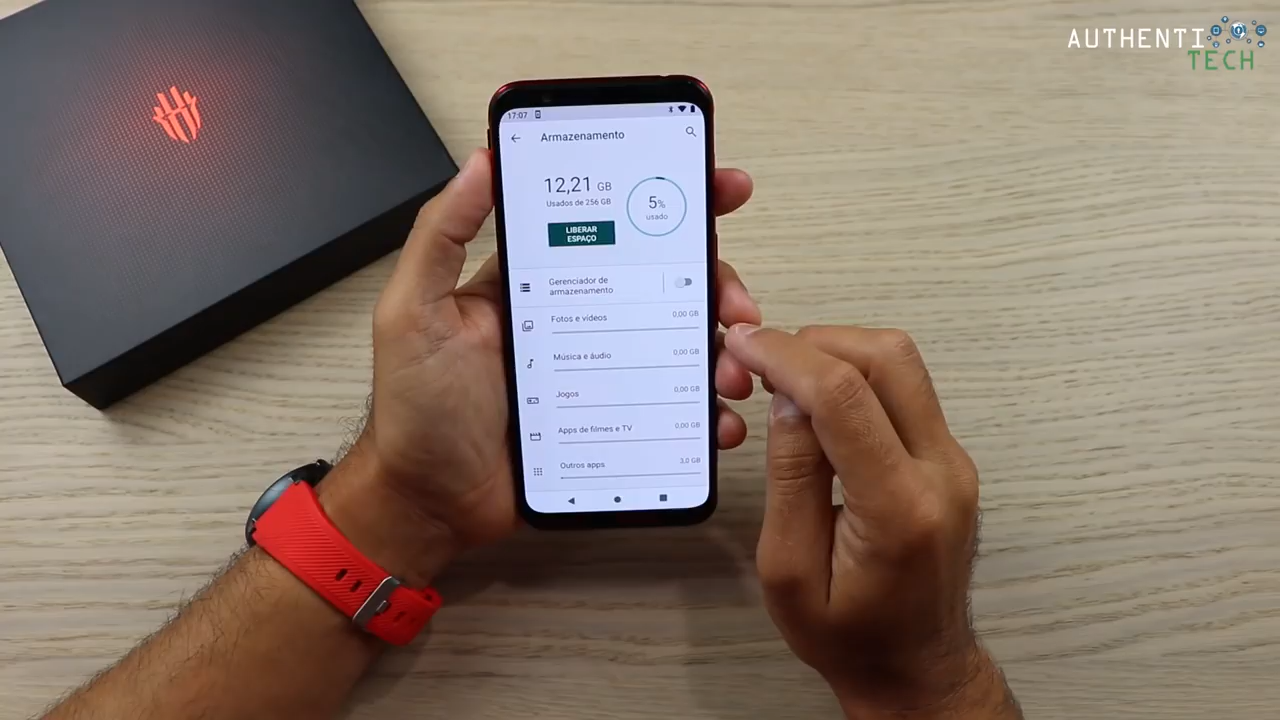 AUTHENTI
TECH
17:07
Armazenamento
12,21 GB
Usados de 256 GB
5%
usado
LIBERAR
ESPAÇO
Gerenciador de
armazenamento
Fotos e vídeos 0,00 GB
Música e áudio 0,00 GB
Jogos 0,00 GB
Apps de filmes e TV 0,00 GB
Outros apps 3,0 GB